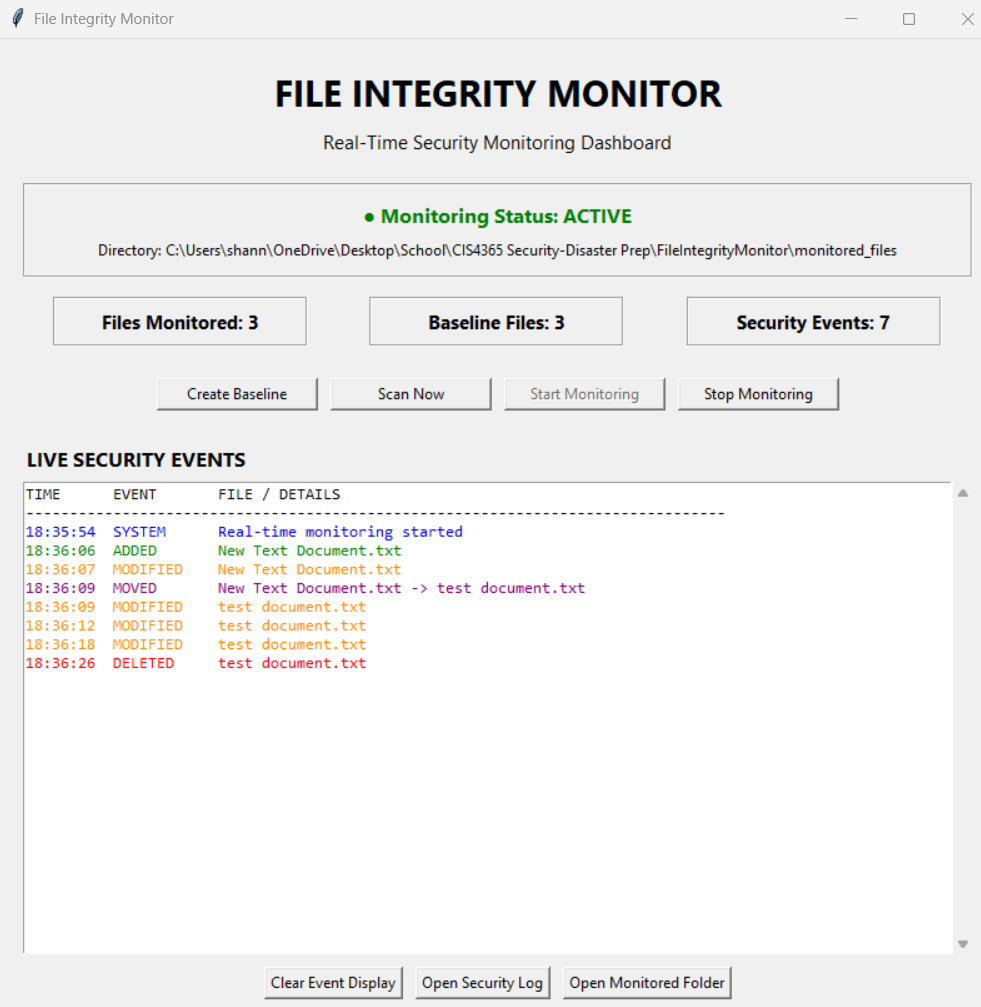 File Integrity Monitor
FILE INTEGRITY MONITOR
Real-Time Security Monitoring Dashboard
● Monitoring Status: ACTIVE
Directory: C:\Users\shann\OneDrive\Desktop\School\CIS4365 Security-Disaster Prep\FileIntegrityMonitor\monitored_files
Files Monitored: 3 Baseline Files: 3 Security Events: 7
Create Baseline Scan Now Start Monitoring Stop Monitoring
LIVE SECURITY EVENTS
TIME EVENT FILE / DETAILS
--------------------------------------------------------------------------------
18:35:54 SYSTEM Real-time monitoring started
18:36:06 ADDED New Text Document.txt
18:36:07 MODIFIED New Text Document.txt
18:36:09 MOVED New Text Document.txt -> test document.txt
18:36:09 MODIFIED test document.txt
18:36:12 MODIFIED test document.txt
18:36:18 MODIFIED test document.txt
18:36:26 DELETED test document.txt
Clear Event Display Open Security Log Open Monitored Folder